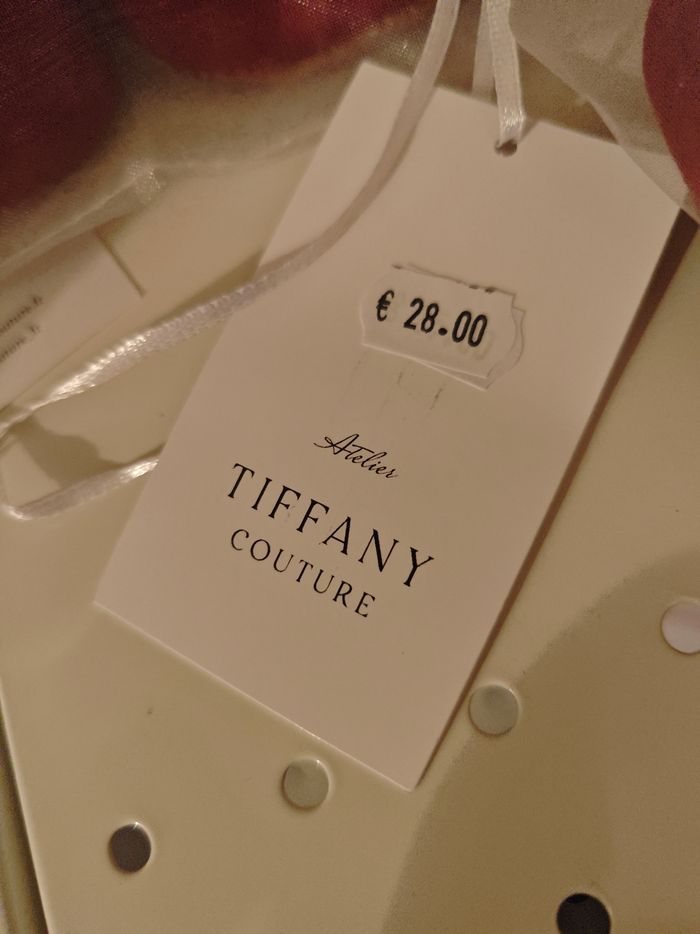 € 28.00
Atelier
TIFFANY
COUTURE